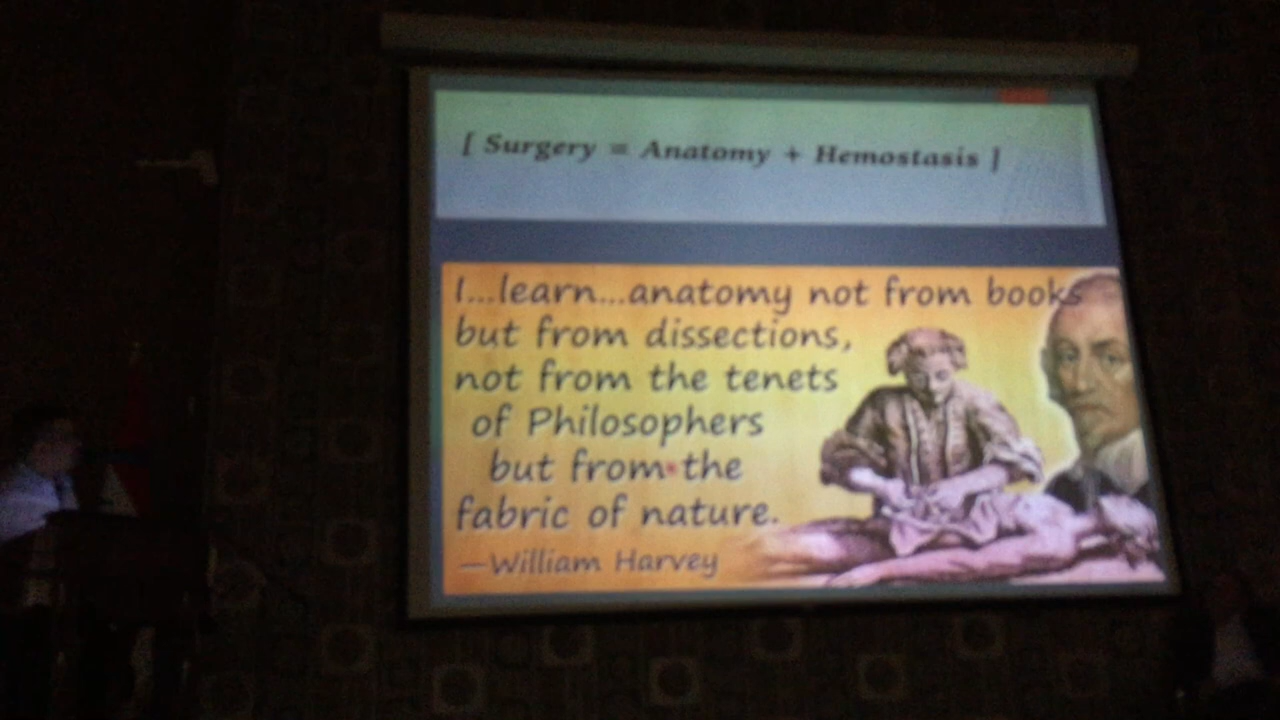 [ Surgery = Anatomy + Hemostasis ]
I...learn...anatomy not from books
but from dissections,
not from the tenets
of Philosophers
but from the
fabric of nature.
—William Harvey